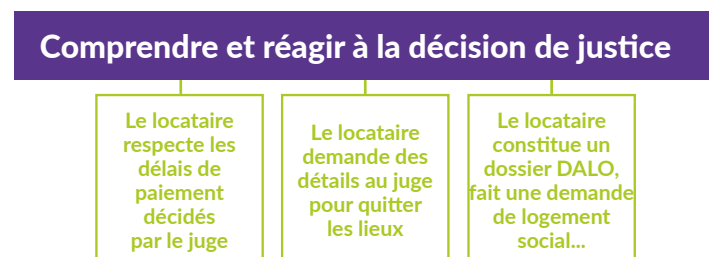 Comprendre et réagir à la décision de justice
Le locataire
respecte les
délais de
paiement
décidés
par le juge
Le locataire
demande des
détails au juge
pour quitter
les lieux
Le locataire
constitue un
dossier DALO,
fait une demande
de logement
social...